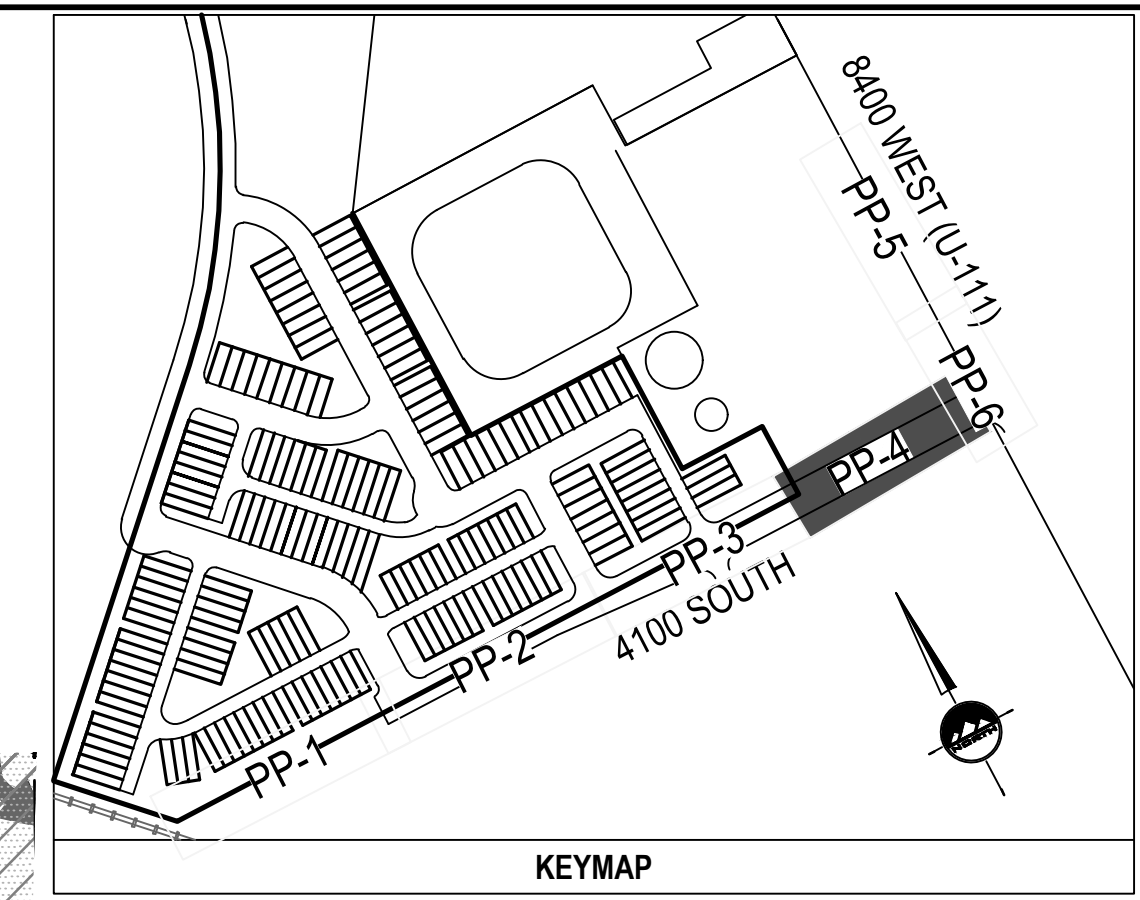 8400 WEST (U-111)
PP-5
PP-6
PP-4
PP-3
4100 SOUTH
PP-2
PP-1
NORTH
KEYMAP